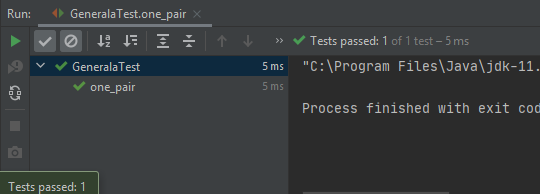 Run: GeneralaTest.one_pair
Tests passed: 1 of 1 test – 5 ms
GeneralaTest 5 ms
one_pair 5 ms
"C:\Program Files\Java\jdk-11.
Process finished with exit cod
Tests passed: 1